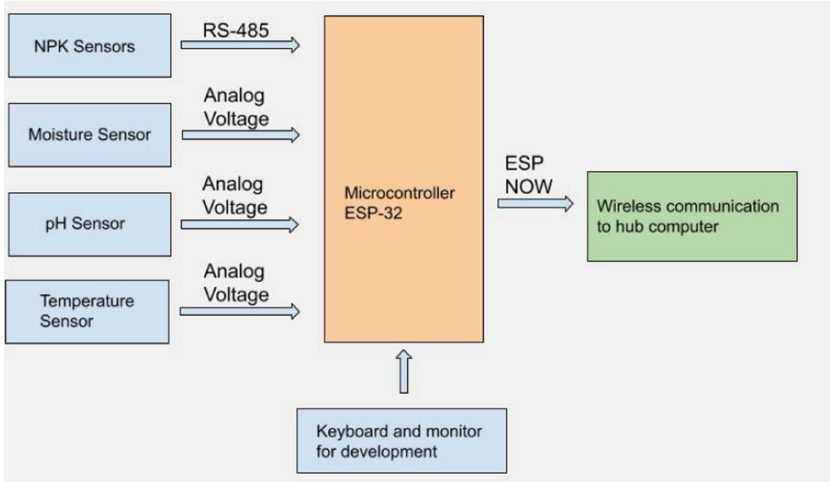 NPK Sensors
RS-485
Moisture Sensor
Analog
Voltage
pH Sensor
Analog
Voltage
Temperature
Sensor
Analog
Voltage
Microcontroller
ESP-32
ESP
NOW
Wireless communication
to hub computer
Keyboard and monitor
for development